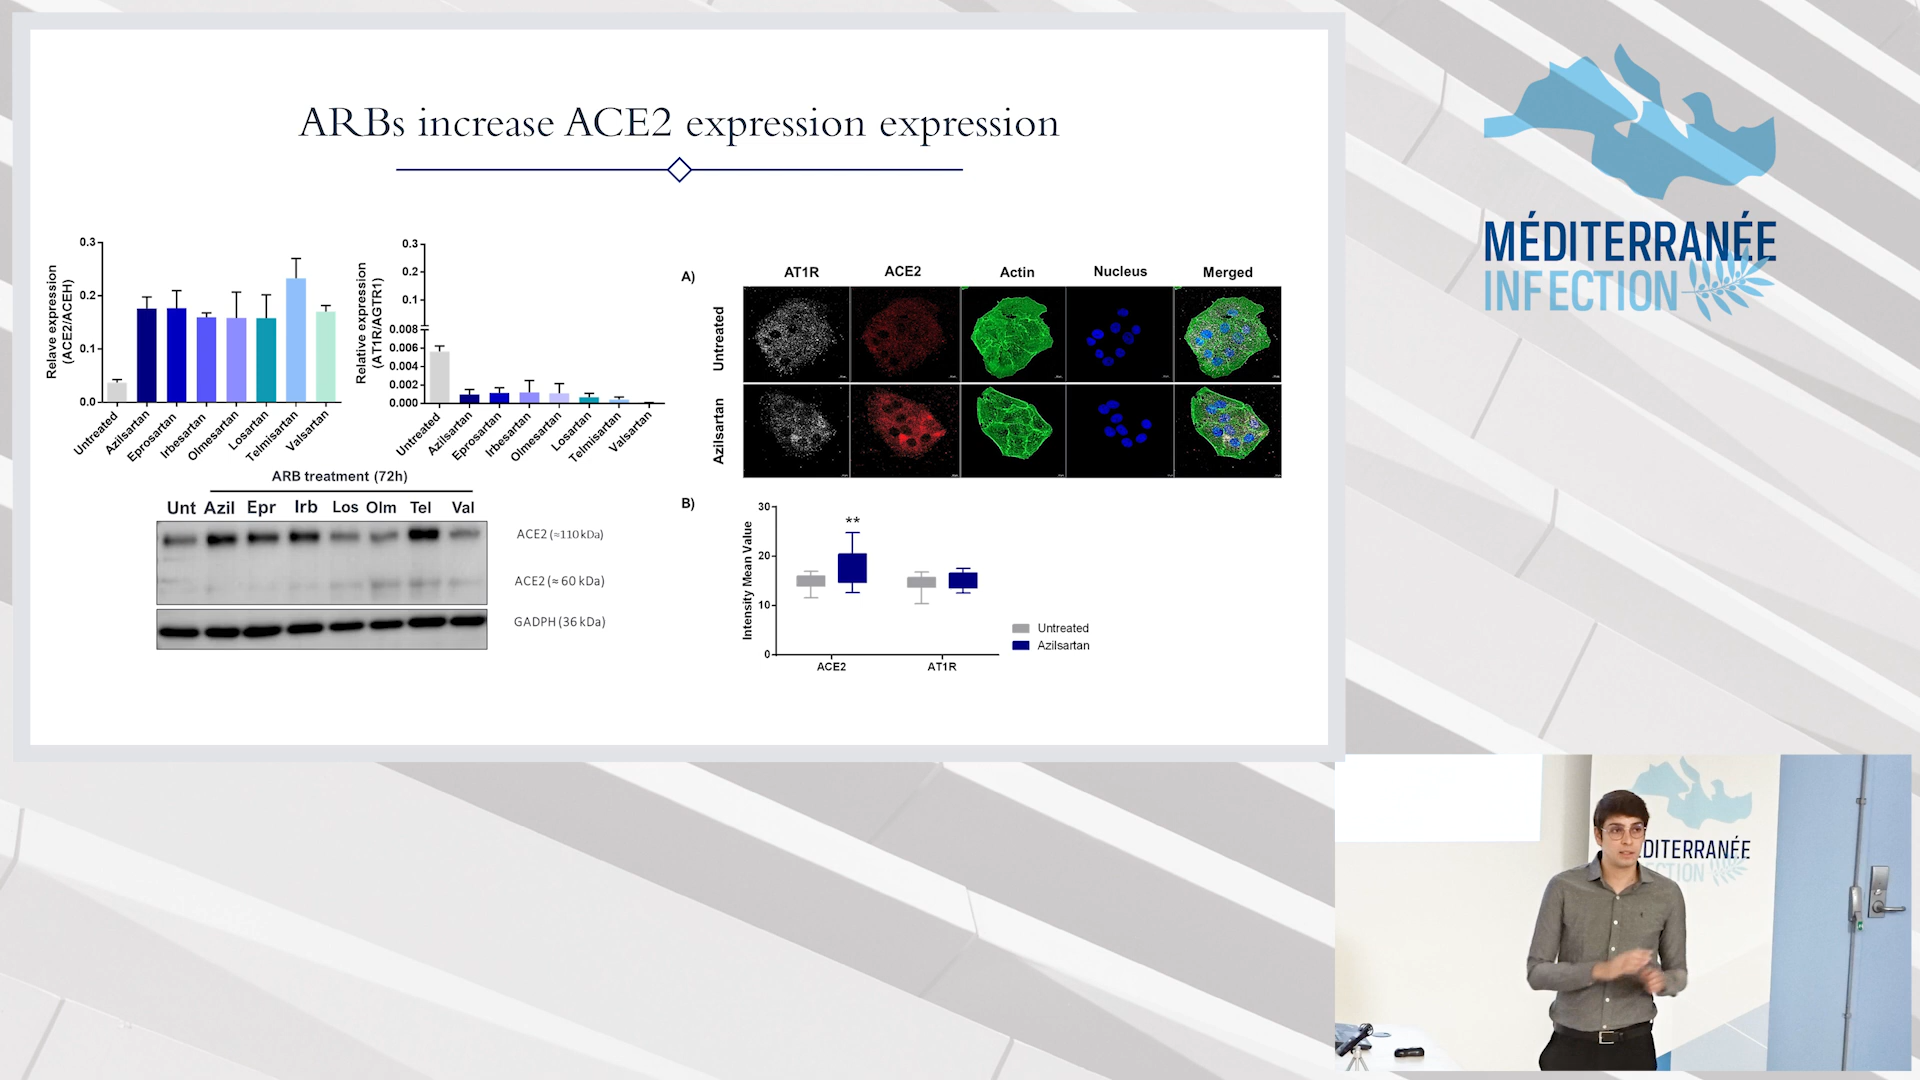 ARBs increase ACE2 expression expression
Relave expression
(ACE2/ACEH)
0.3
0.2
0.1
0.0
Untreated
Azilsartan
Eprosartan
Irbesartan
Olmesartan
Losartan
Telmisartan
Valsartan
Relative expression
(AT1R/AGTR1)
0.3
0.2
0.1
0.008
0.006
0.004
0.002
0.000
Untreated
Azilsartan
Eprosartan
Irbesartan
Olmesartan
Losartan
Telmisartan
Valsartan
ARB treatment (72h)
Unt Azil Epr Irb Los Olm Tel Val
ACE2 (≈110 kDa)
ACE2 (≈ 60 kDa)
GADPH (36 kDa)
A)
AT1R ACE2 Actin Nucleus Merged
Untreated
Azilsartan
B)
Intensity Mean Value
30
20
10
0
**
ACE2 AT1R
Untreated
Azilsartan
MÉDITERRANÉE
INFECTION
DITERRANÉE
CTION